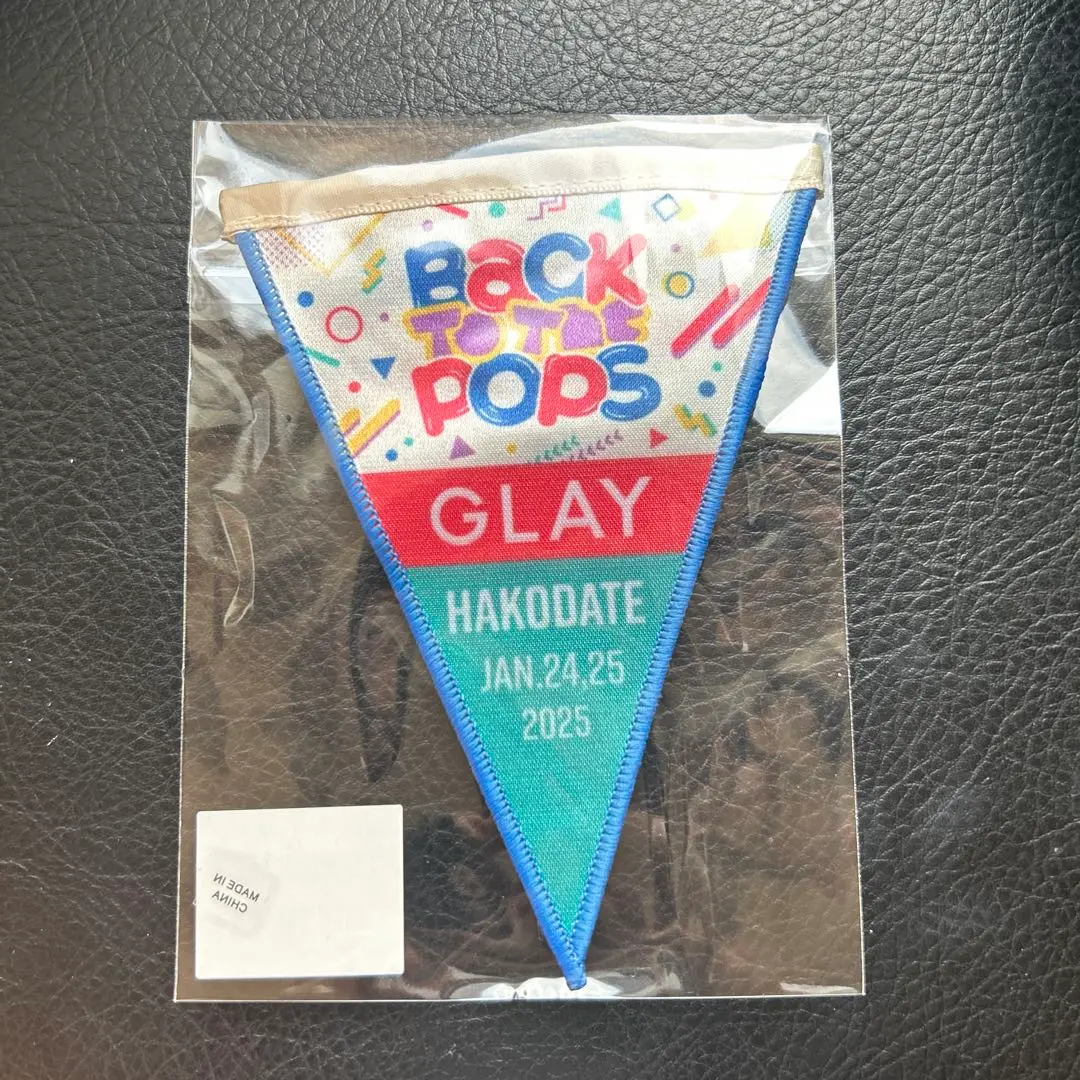 BaCK
TO THE
POPS
GLAY
HAKODATE
JAN.24,25
2025
MADE IN
CHINA